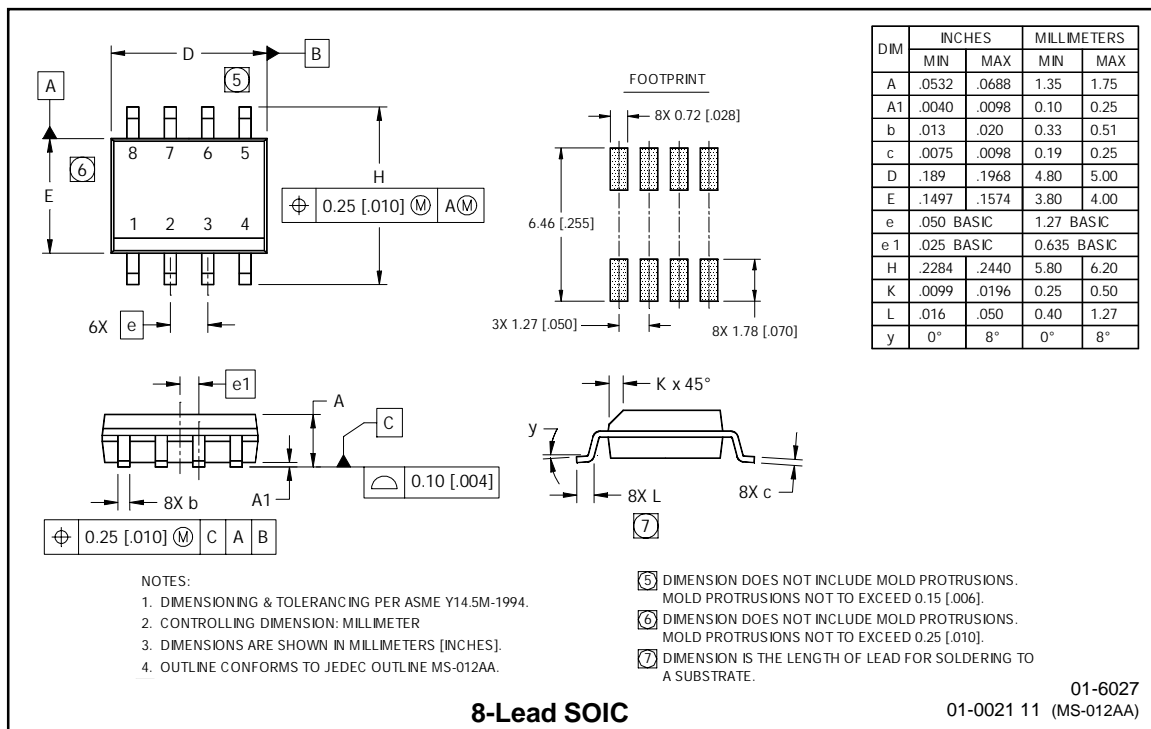 D
B
5
A
8 7 6 5
6
E
H
⌖ 0.25 [.010] Ⓜ AⓂ
1 2 3 4
6X e
FOOTPRINT
8X 0.72 [.028]
6.46 [.255]
3X 1.27 [.050]
8X 1.78 [.070]
DIM INCHES MILLIMETERS
MIN MAX MIN MAX
A .0532 .0688 1.35 1.75
A1 .0040 .0098 0.10 0.25
b .013 .020 0.33 0.51
c .0075 .0098 0.19 0.25
D .189 .1968 4.80 5.00
E .1497 .1574 3.80 4.00
e .050 BASIC 1.27 BASIC
e1 .025 BASIC 0.635 BASIC
H .2284 .2440 5.80 6.20
K .0099 .0196 0.25 0.50
L .016 .050 0.40 1.27
y 0° 8° 0° 8°
e1
A
C
0.10 [.004]
A1
8X b
⌖ 0.25 [.010] Ⓜ C A B
K x 45°
y
8X L
7
8X c
NOTES:
1. DIMENSIONING & TOLERANCING PER ASME Y14.5M-1994.
2. CONTROLLING DIMENSION: MILLIMETER
3. DIMENSIONS ARE SHOWN IN MILLIMETERS [INCHES].
4. OUTLINE CONFORMS TO JEDEC OUTLINE MS-012AA.
5 DIMENSION DOES NOT INCLUDE MOLD PROTRUSIONS.
MOLD PROTRUSIONS NOT TO EXCEED 0.15 [.006].
6 DIMENSION DOES NOT INCLUDE MOLD PROTRUSIONS.
MOLD PROTRUSIONS NOT TO EXCEED 0.25 [.010].
7 DIMENSION IS THE LENGTH OF LEAD FOR SOLDERING TO
A SUBSTRATE.
8-Lead SOIC
01-6027
01-0021 11 (MS-012AA)